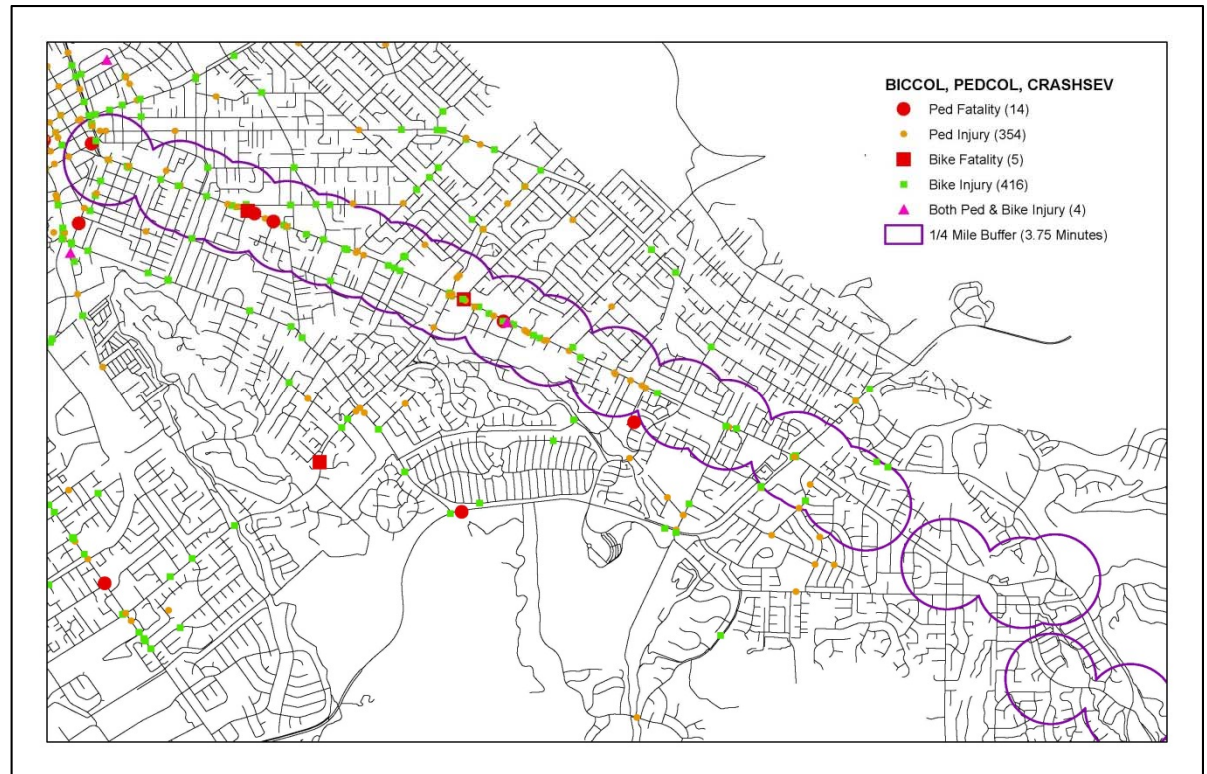 BICCOL, PEDCOL, CRASHSEV
Ped Fatality (14)
Ped Injury (354)
Bike Fatality (5)
Bike Injury (416)
Both Ped & Bike Injury (4)
1/4 Mile Buffer (3.75 Minutes)